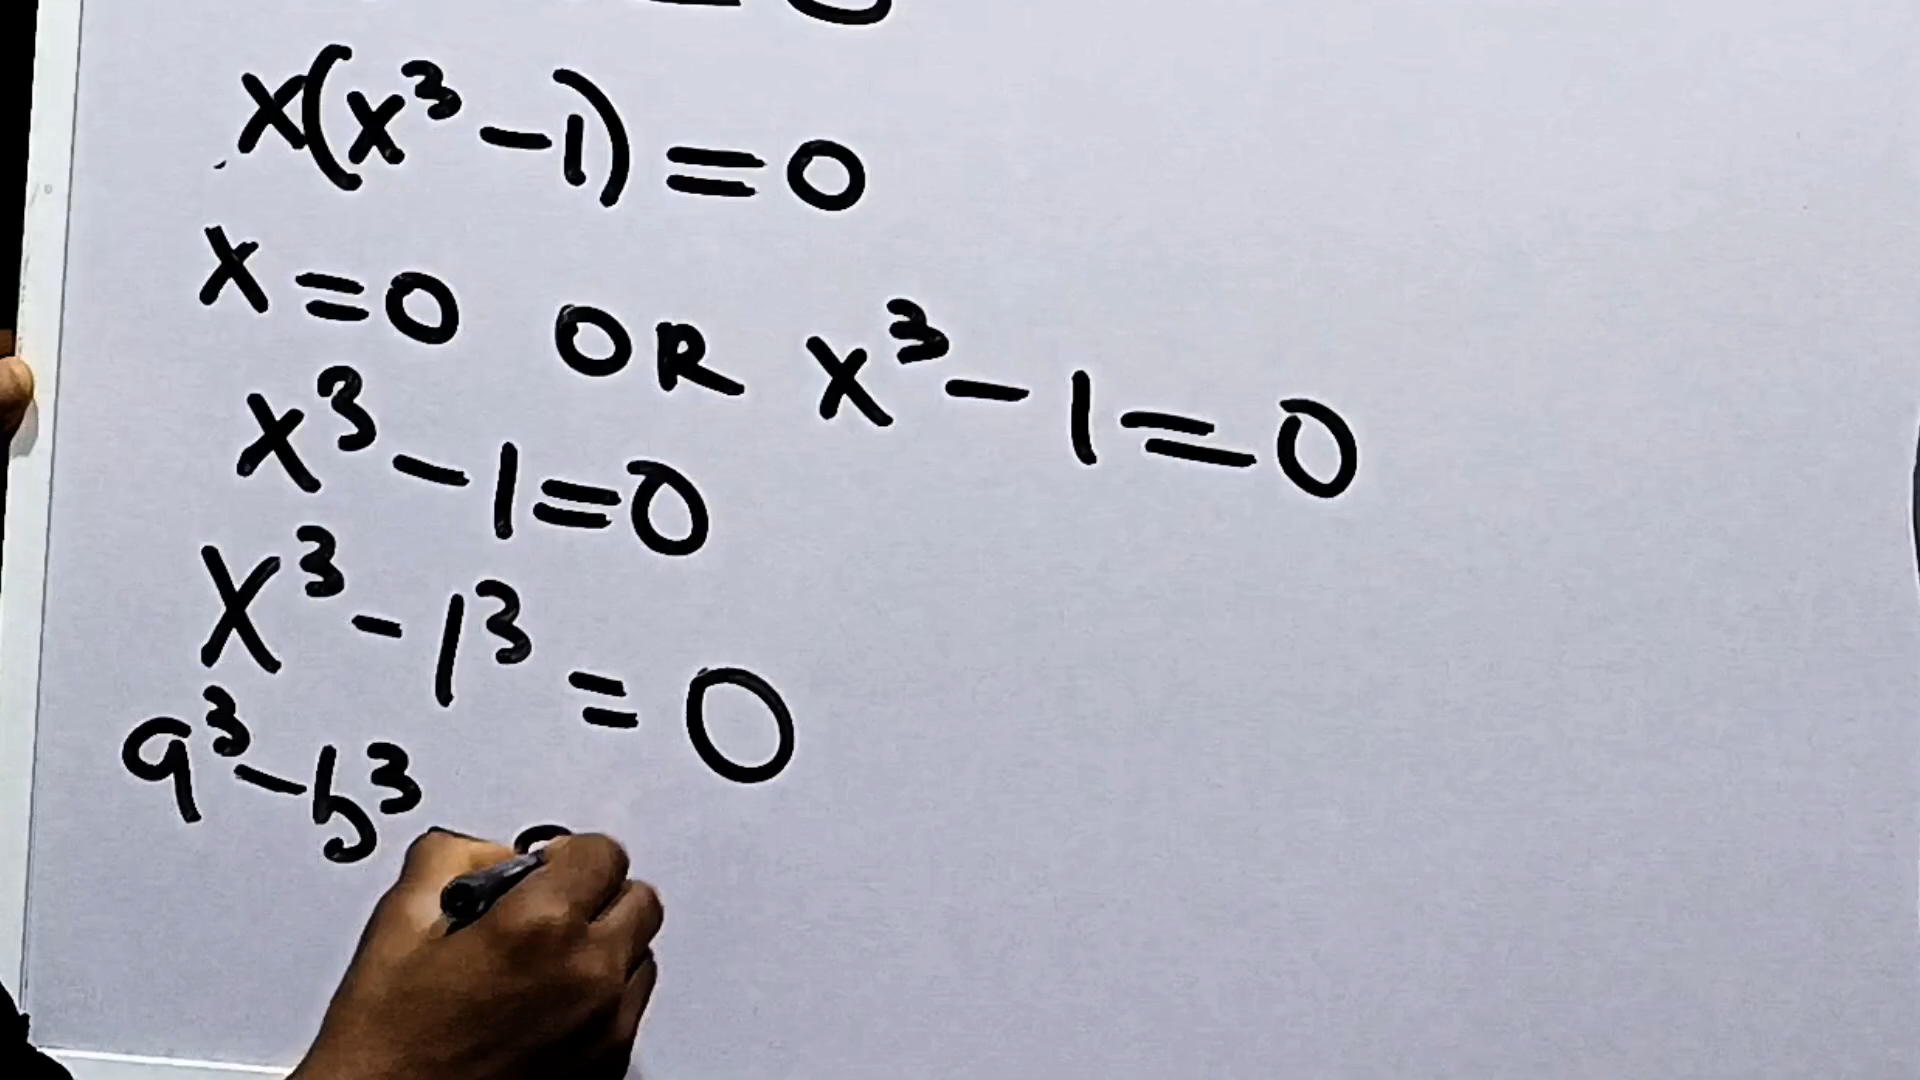 x(x³ - 1) = 0
x = 0 OR x³ - 1 = 0
x³ - 1 = 0
x³ - 1³ = 0
a³ - b³